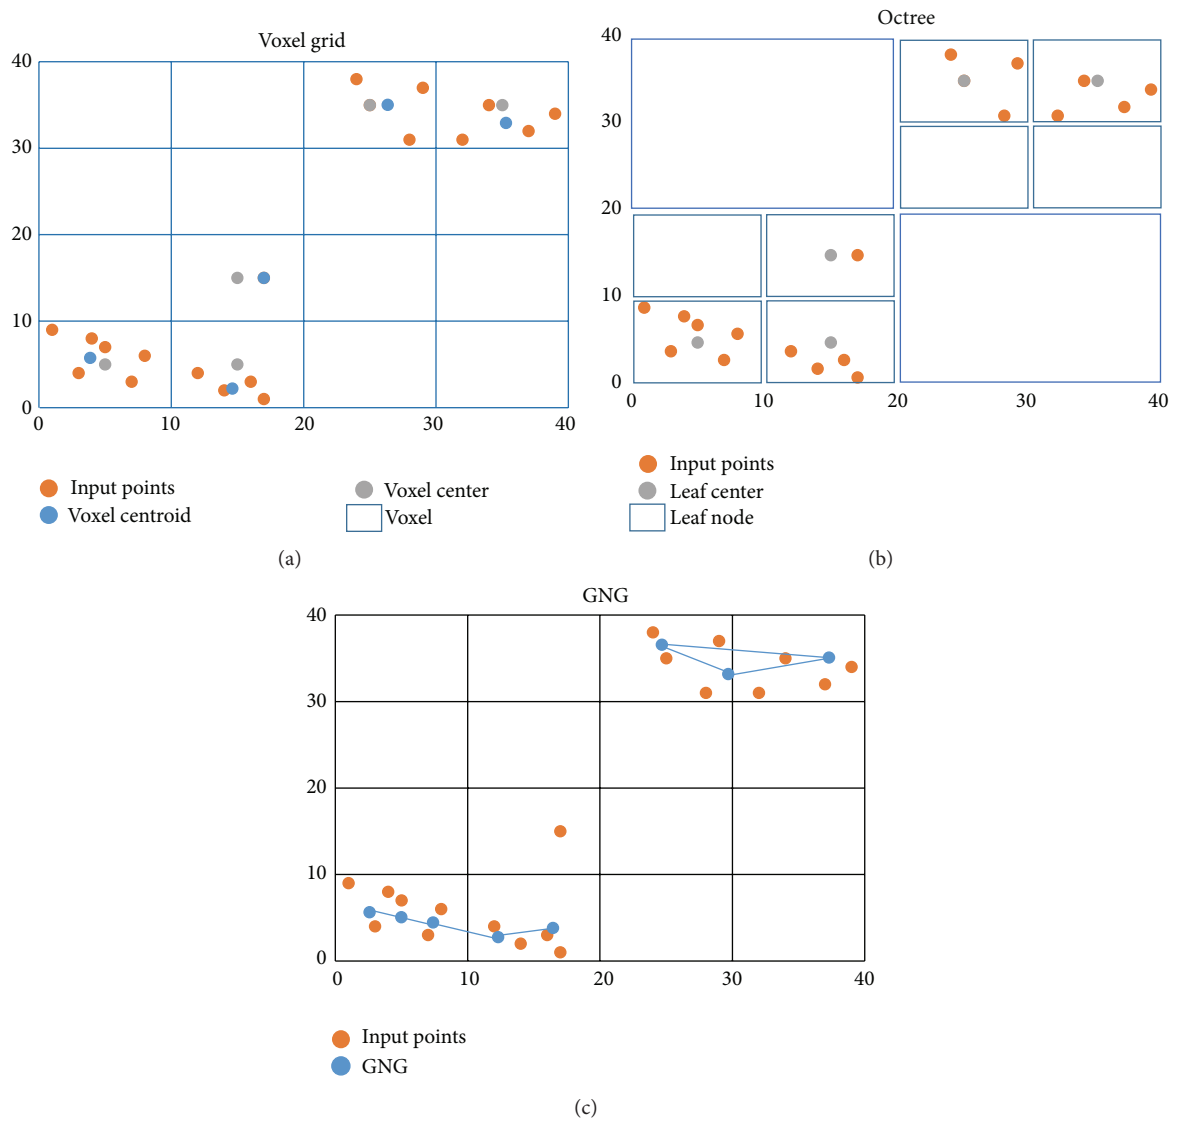 Voxel grid
40
30
20
10
0
0 10 20 30 40
Input points
Voxel centroid
Voxel center
Voxel
(a)
Octree
40
30
20
10
0
0 10 20 30 40
Input points
Leaf center
Leaf node
(b)
GNG
40
30
20
10
0
0 10 20 30 40
Input points
GNG
(c)